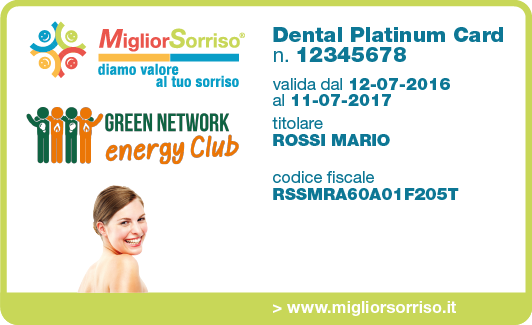 MigliorSorriso®
diamo valore
al tuo sorriso
GREEN NETWORK
energy Club
Dental Platinum Card
n. 12345678
valida dal 12-07-2016
al 11-07-2017
titolare
ROSSI MARIO
codice fiscale
RSSMRA60A01F205T
> www.migliorsorriso.it